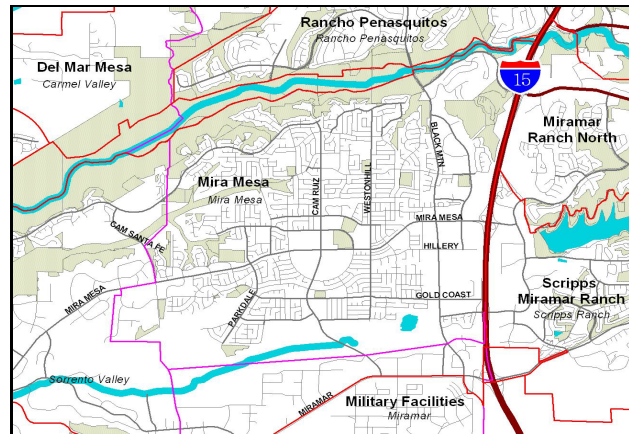 Rancho Penasquitos
Rancho Penasquitos
Del Mar Mesa
Carmel Valley
15
Miramar
Ranch North
BLACK MTN
Mira Mesa
Mira Mesa
CAM RUIZ
WESTONHILL
MIRA MESA
CAM SANTA FE
HILLERY
MIRA MESA
PARKDALE
GOLD COAST
Scripps
Miramar Ranch
Scripps Ranch
Sorrento Valley
MIRAMAR
Military Facilities
Miramar